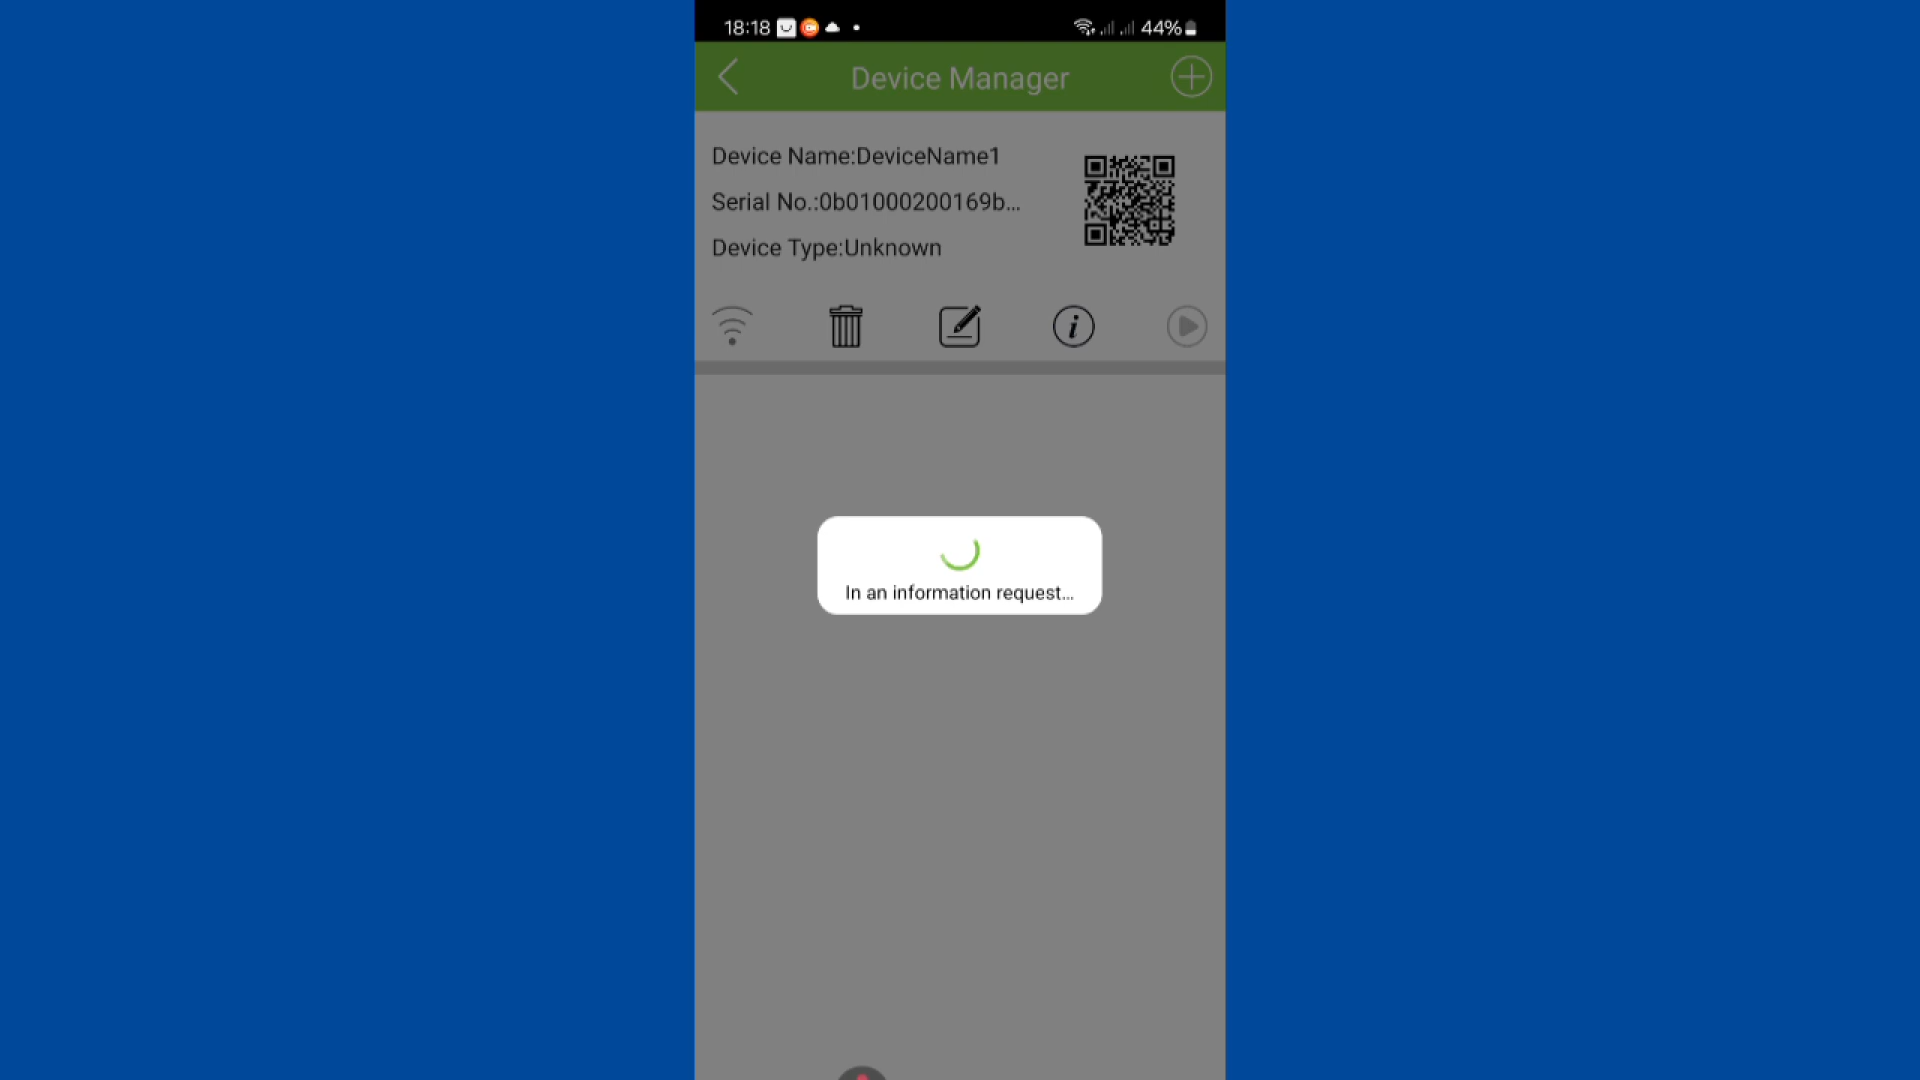 18:18
44%
Device Manager
Device Name:DeviceName1
Serial No.:0b01000200169b...
Device Type:Unknown
In an information request...